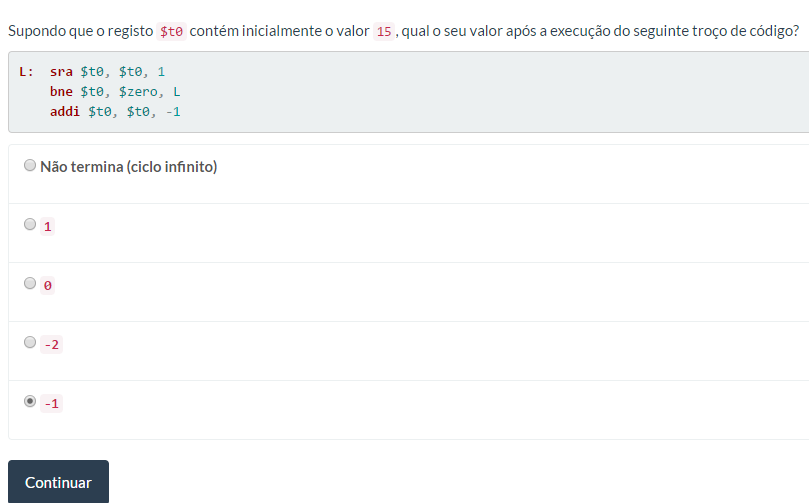 Supondo que o registo $t0 contém inicialmente o valor 15 , qual o seu valor após a execução do seguinte troço de código?
L: sra $t0, $t0, 1
bne $t0, $zero, L
addi $t0, $t0, -1
Não termina (ciclo infinito)
1
0
-2
-1
Continuar